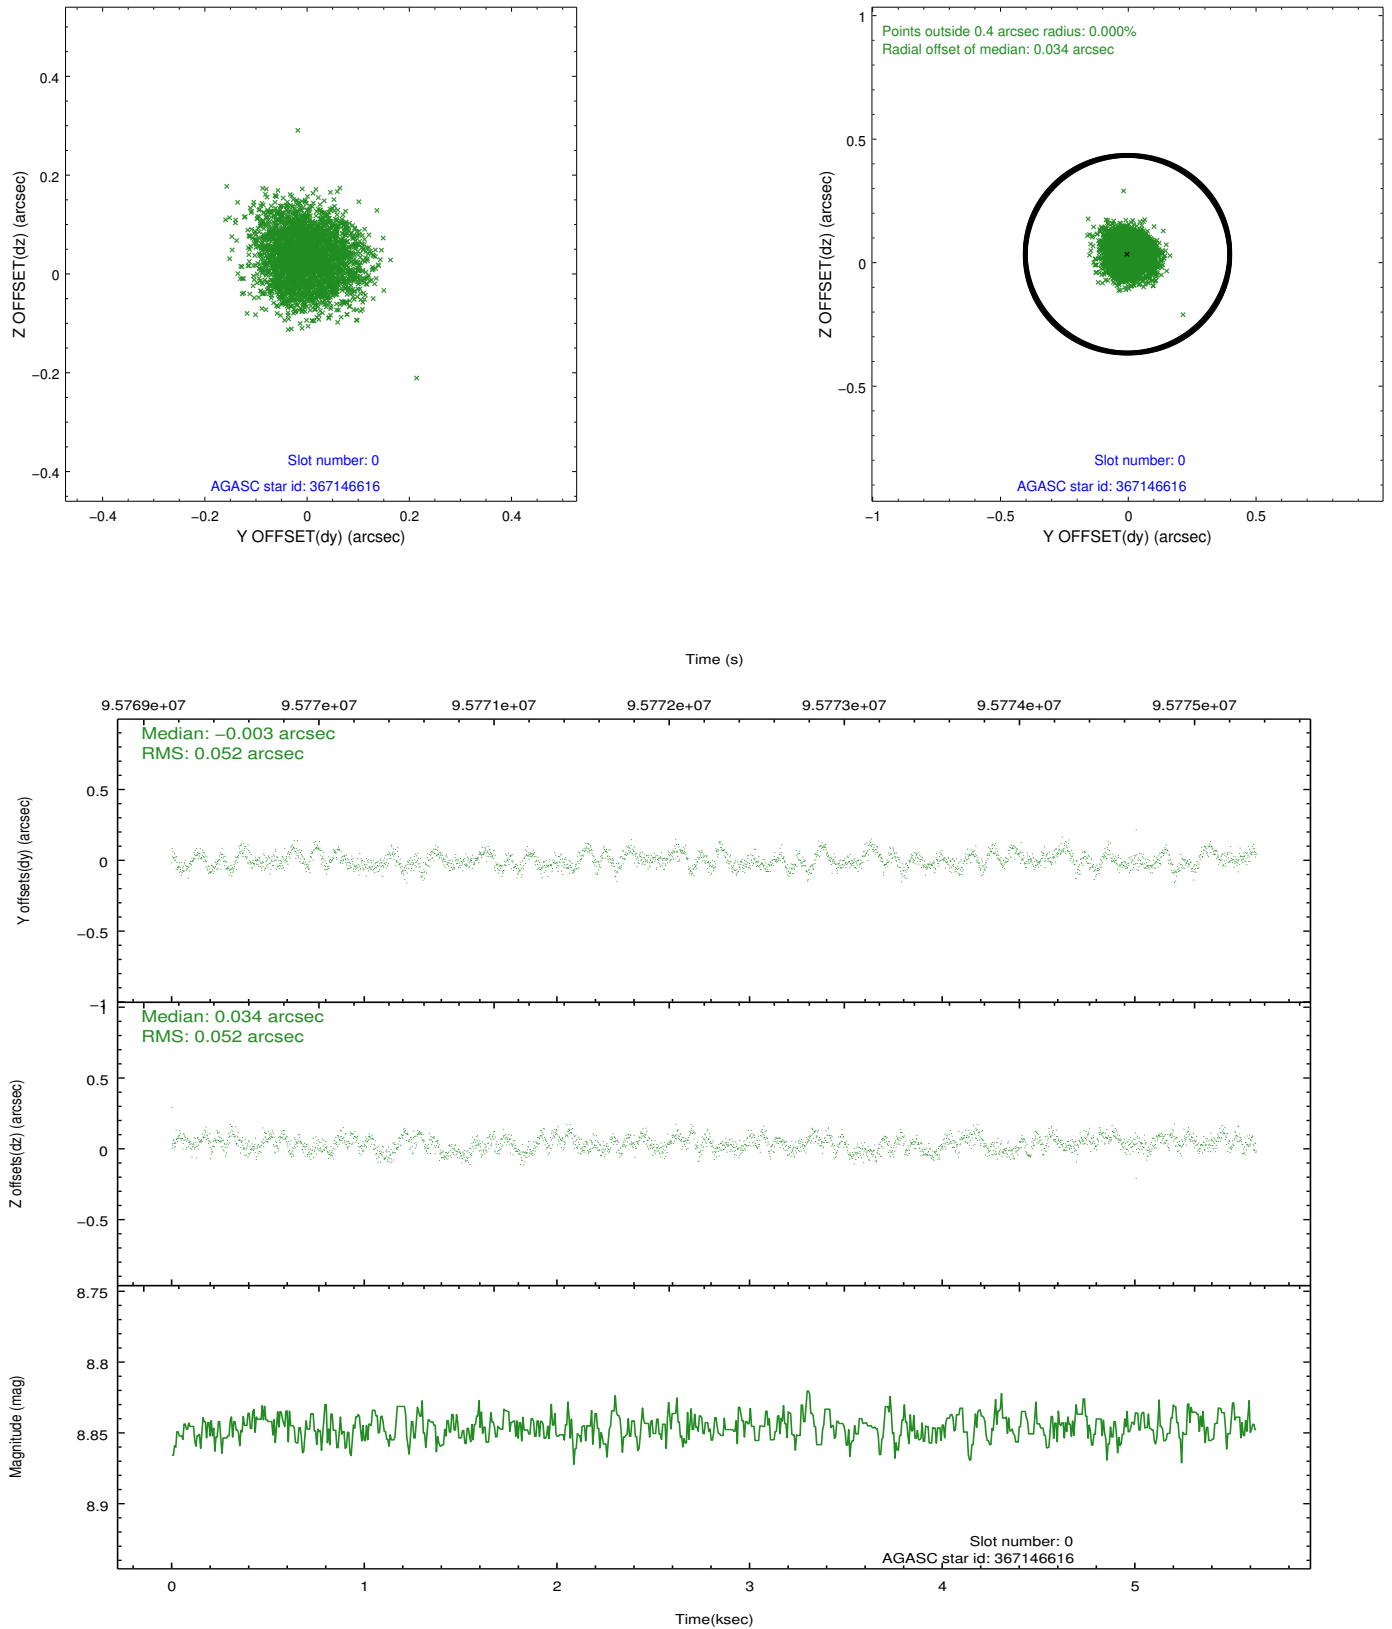 0.4
0.2
0
−0.2
−0.4
Z OFFSET(dz) (arcsec)
Slot number: 0
AGASC star id: 367146616
−0.4 −0.2 0 0.2 0.4
Y OFFSET(dy) (arcsec)
1
0.5
0
−0.5
Z OFFSET(dz) (arcsec)
Points outside 0.4 arcsec radius: 0.000%
Radial offset of median: 0.034 arcsec
Slot number: 0
AGASC star id: 367146616
−1 −0.5 0 0.5
Y OFFSET(dy) (arcsec)
Time (s)
9.5769e+07 9.577e+07 9.5771e+07 9.5772e+07 9.5773e+07 9.5774e+07 9.5775e+07
Median: −0.003 arcsec
RMS: 0.052 arcsec
0.5
0
−0.5
−1
Y offsets(dy) (arcsec)
Median: 0.034 arcsec
RMS: 0.052 arcsec
1
0.5
0
−0.5
Z offsets(dz) (arcsec)
8.75
8.8
8.85
8.9
Magnitude (mag)
Slot number: 0
AGASC star id: 367146616
0 1 2 3 4 5
Time(ksec)